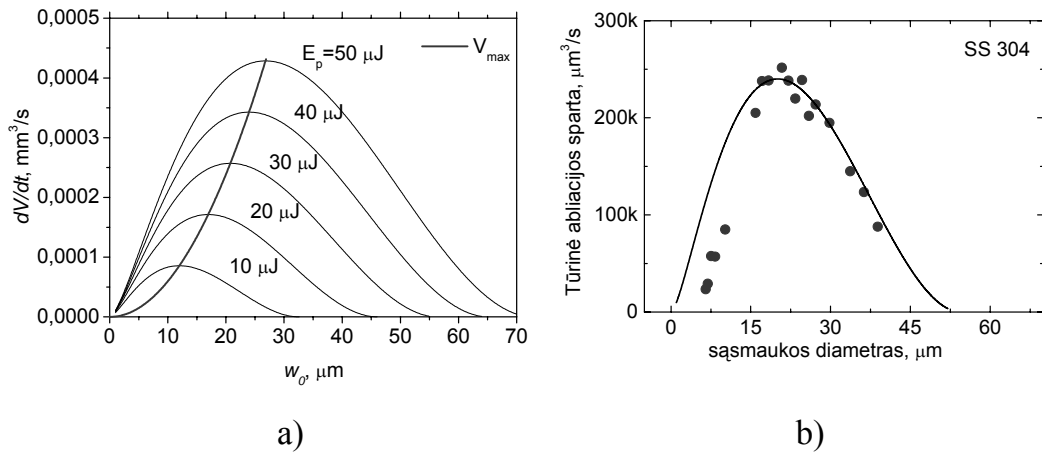 0,0005
0,0004
0,0003
0,0002
0,0001
0,0000
dV/dt, mm³/s
E_p=50 μJ
40 μJ
30 μJ
20 μJ
10 μJ
V_max
0 10 20 30 40 50 60 70
w_0, μm
a)
300k
200k
100k
0
Tūrinė abliacijos sparta, μm³/s
SS 304
0 15 30 45 60
sąsmaukos diametras, μm
b)